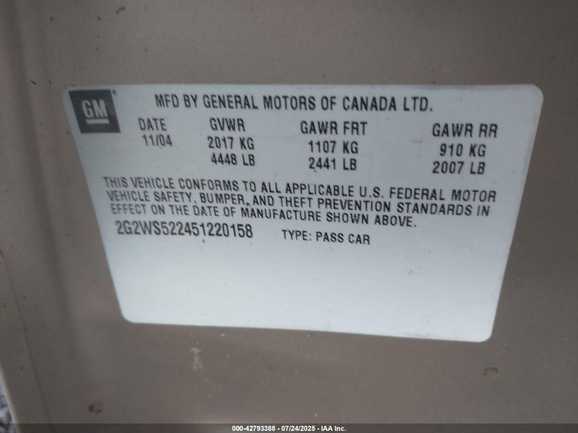 GM
MFD BY GENERAL MOTORS OF CANADA LTD.
DATE GVWR GAWR FRT GAWR RR
11/04 2017 KG 1107 KG 910 KG
4448 LB 2441 LB 2007 LB
THIS VEHICLE CONFORMS TO ALL APPLICABLE U.S. FEDERAL MOTOR
VEHICLE SAFETY, BUMPER, AND THEFT PREVENTION STANDARDS IN
EFFECT ON THE DATE OF MANUFACTURE SHOWN ABOVE.
2G2WS522451220158 TYPE: PASS CAR
000-42793388 - 07/24/2025 - IAA Inc.